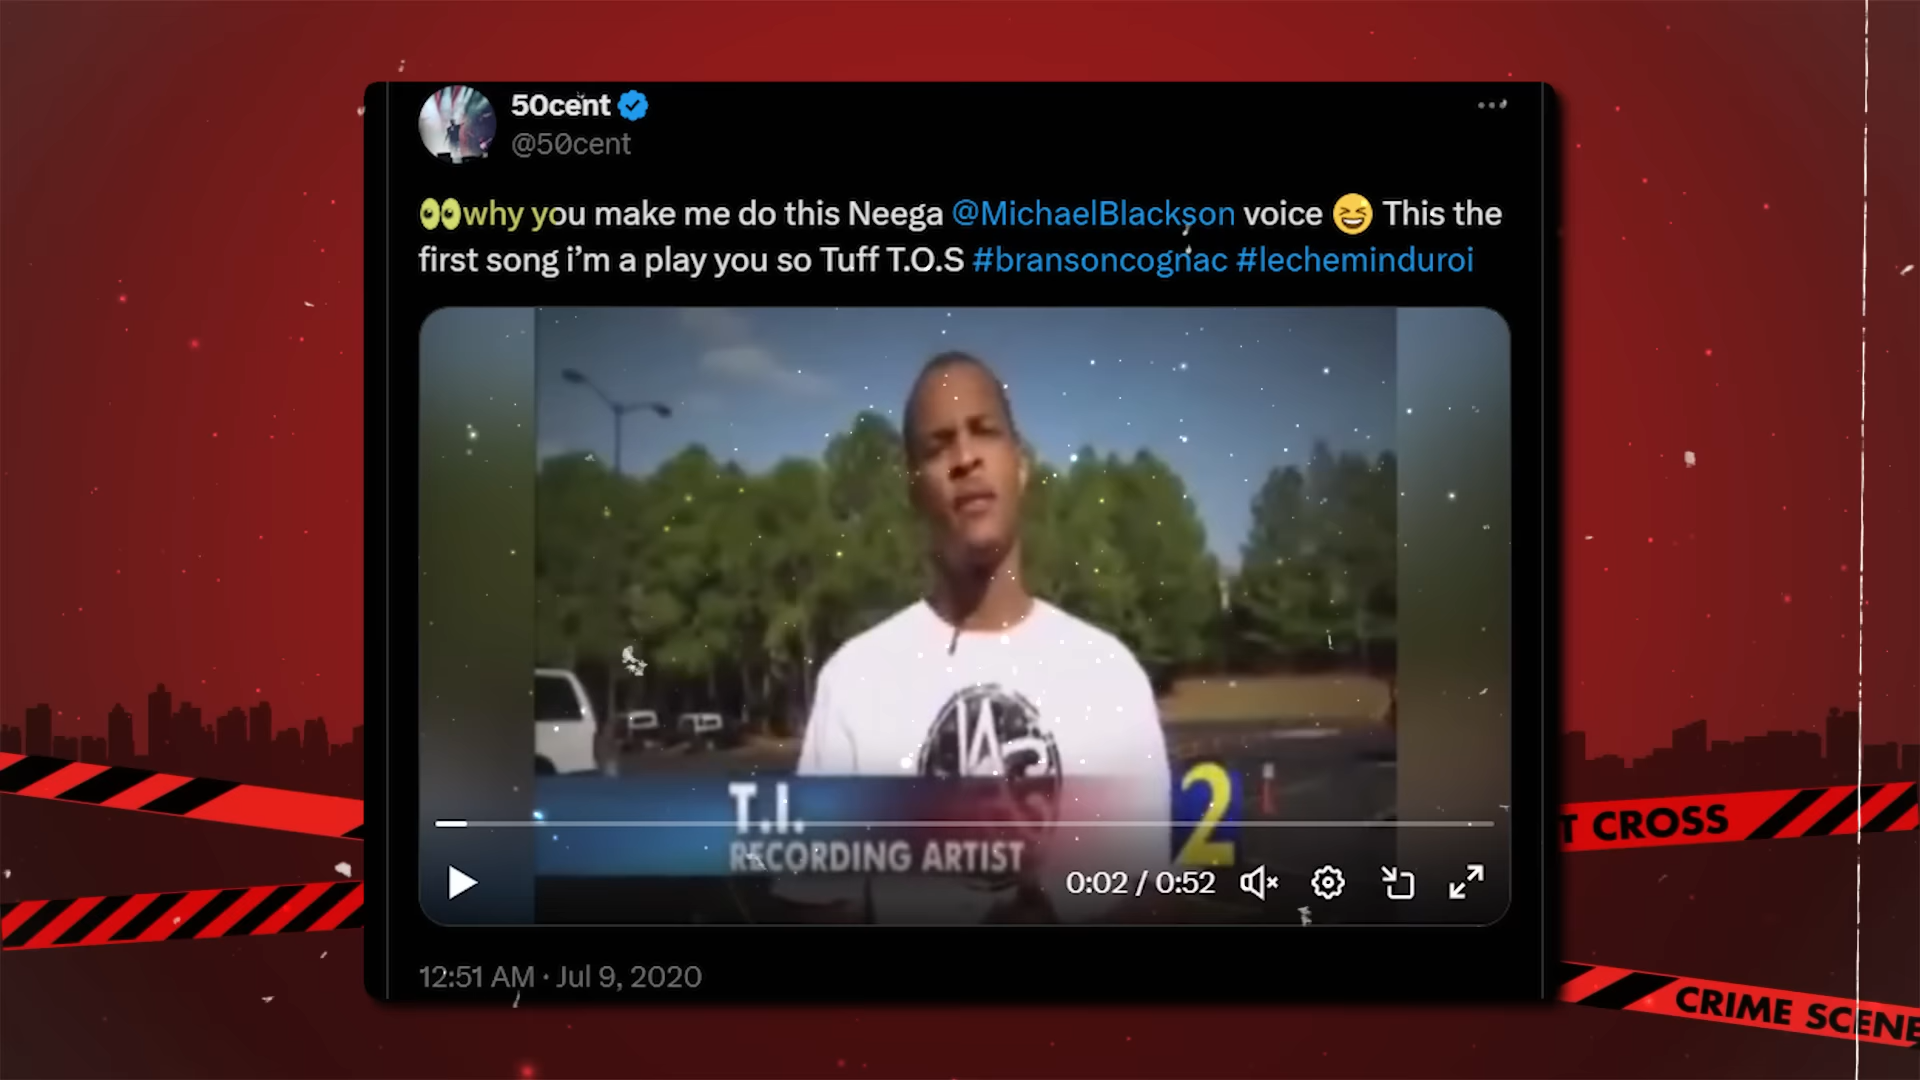 50cent
@50cent
👀why you make me do this Neega @MichaelBlackson voice 😆 This the
first song i'm a play you so Tuff T.O.S #bransoncognac #lecheminduroi
T.I.
RECORDING ARTIST
2
0:02 / 0:52
12:51 AM · Jul 9, 2020
T CROSS
CRIME SCENE